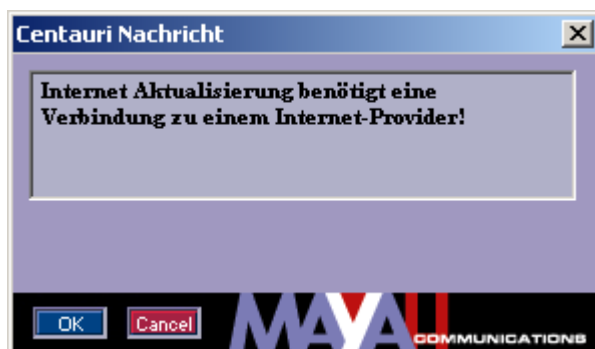 Centauri Nachricht
Internet Aktualisierung benötigt eine
Verbindung zu einem Internet-Provider!
OK Cancel
MAYAH COMMUNICATIONS